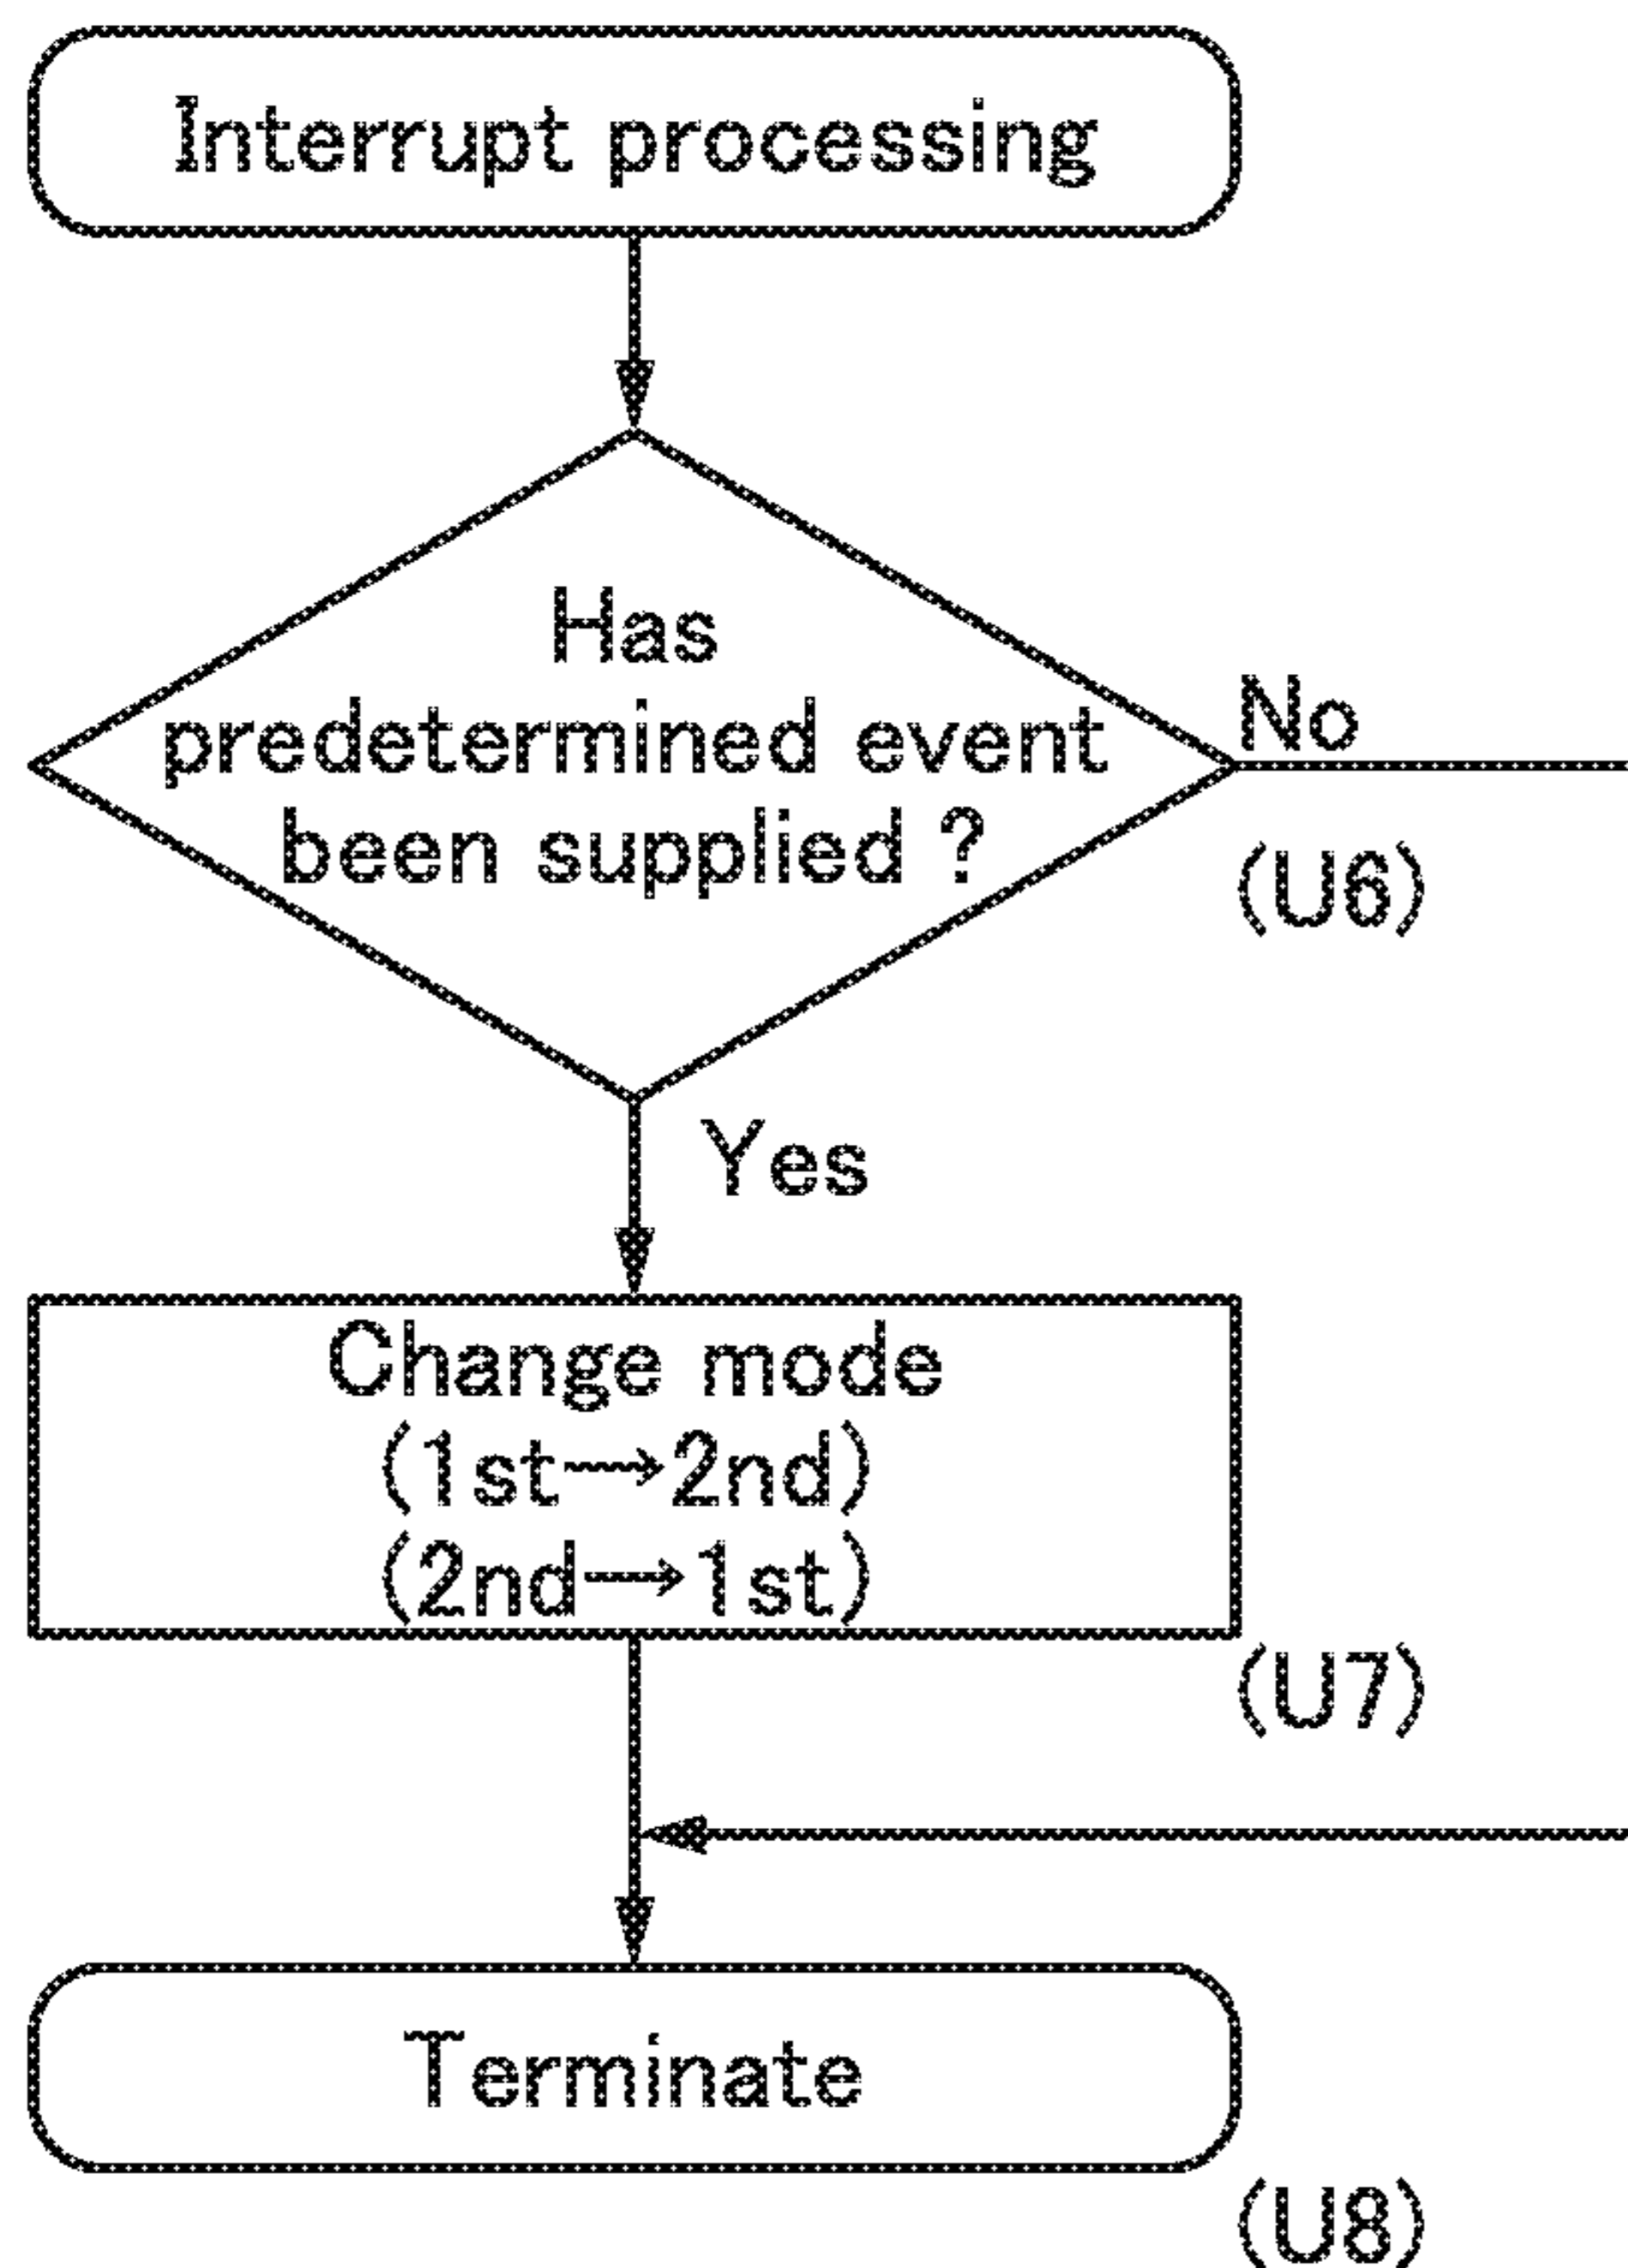 Interrupt processing
Has
predetermined event
been supplied ?
No
(U6)
Yes
Change mode
(1st→2nd)
(2nd→1st)
(U7)
Terminate
(U8)